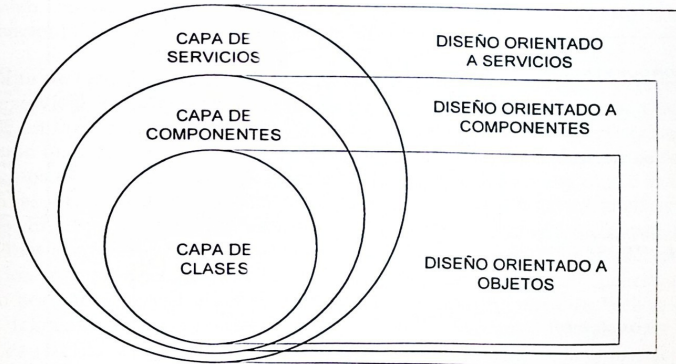 CAPA DE
SERVICIOS
DISEÑO ORIENTADO
A SERVICIOS
CAPA DE
COMPONENTES
DISEÑO ORIENTADO A
COMPONENTES
CAPA DE
CLASES
DISEÑO ORIENTADO A
OBJETOS